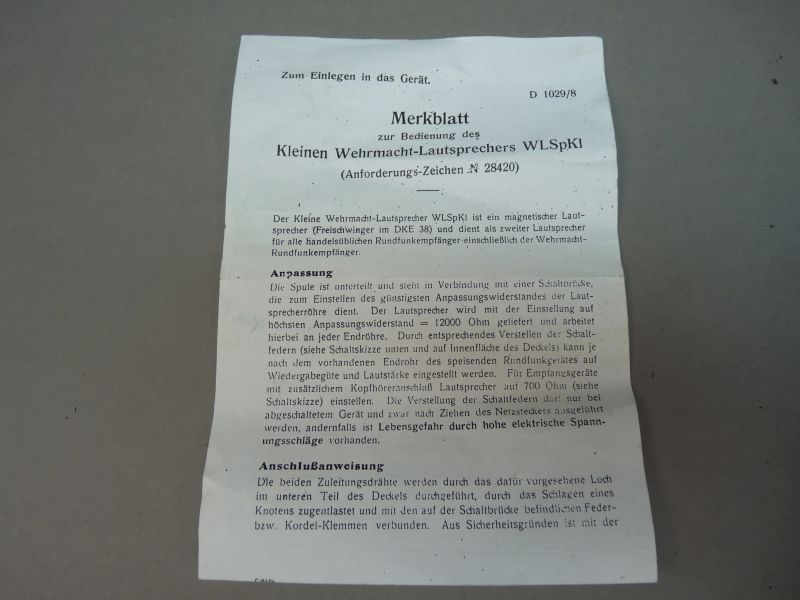 Zum Einlegen in das Gerät.
D 1029/8
Merkblatt
zur Bedienung des
Kleinen Wehrmacht-Lautsprechers WLSpKl
(Anforderungs-Zeichen N 28420)
Der Kleine Wehrmacht-Lautsprecher WLSpKl ist ein magnetischer Laut-
sprecher (Freischwinger im DKE 38) und dient als zweiter Lautsprecher
für alle handelsüblichen Rundfunkempfänger einschließlich der Wehrmacht-
Rundfunkempfänger.
Anpassung
Die Spule ist unterteilt und steht in Verbindung mit einer Schaltbrücke,
die zum Einstellen des günstigsten Anpassungswiderstandes der Laut-
sprecherröhre dient. Der Lautsprecher wird mit der Einstellung auf
höchsten Anpassungswiderstand = 12000 Ohm geliefert und arbeitet
hierbei an jeder Endröhre. Durch entsprechendes Verstellen der Schalt-
federn (siehe Schaltskizze unten und auf Innenfläche des Deckels) kann je
nach dem vorhandenen Endrohr des speisenden Rundfunkgerätes auf
Wiedergabegüte und Lautstärke eingestellt werden. Für Empfangsgeräte
mit zusätzlichem Kopfhöreranschluß Lautsprecher auf 700 Ohm (siehe
Schaltskizze) einstellen. Die Verstellung der Schaltfedern darf nur bei
abgeschaltetem Gerät und zwar nach Ziehen des Netzsteckers ausgeführt
werden, andernfalls ist Lebensgefahr durch hohe elektrische Spann-
ungsschläge vorhanden.
Anschlußanweisung
Die beiden Zuleitungsdrähte werden durch das dafür vorgesehene Loch
im unteren Teil des Deckels durchgeführt, durch das Schlagen eines
Knotens zugentlastet und mit den auf der Schaltbrücke befindlichen Feder-
bzw. Kordel-Klemmen verbunden. Aus Sicherheitsgründen ist mit der